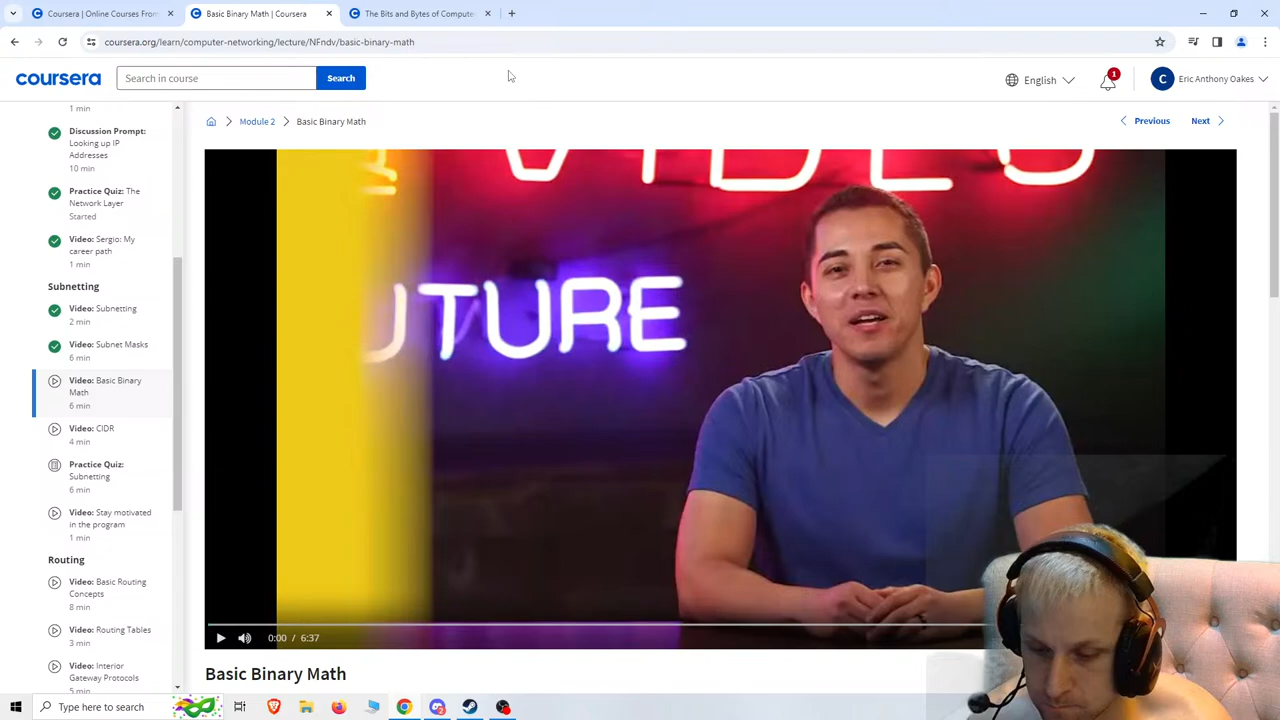 Coursera | Online Courses From
Basic Binary Math | Coursera
The Bits and Bytes of Compute
coursera.org/learn/computer-networking/lecture/NFndv/basic-binary-math
coursera
Search in course
Search
English
1
C
Eric Anthony Oakes
1 min
Discussion Prompt:
Looking up IP
Addresses
10 min
Practice Quiz: The
Network Layer
Started
Video: Sergio: My
career path
1 min
Subnetting
Video: Subnetting
2 min
Video: Subnet Masks
6 min
Video: Basic Binary
Math
6 min
Video: CIDR
4 min
Practice Quiz:
Subnetting
6 min
Video: Stay motivated
in the program
1 min
Routing
Video: Basic Routing
Concepts
8 min
Video: Routing Tables
3 min
Video: Interior
Gateway Protocols
5 min
Module 2
Basic Binary Math
Previous
Next
VIDEO
UTURE
0:00 / 6:37
Basic Binary Math
Type here to search